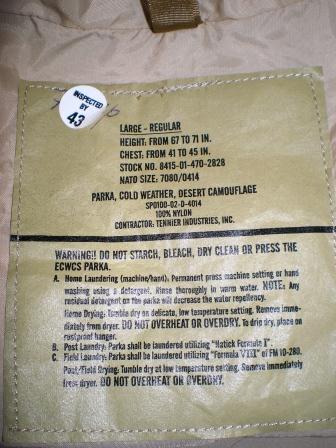 INSPECTED
BY
43
LARGE - REGULAR
HEIGHT: FROM 67 TO 71 IN.
CHEST: FROM 41 TO 45 IN.
STOCK NO. 8415-01-470-2828
NATO SIZE: 7080/0414
PARKA, COLD WEATHER, DESERT CAMOUFLAGE
SPO100-02-D-4014
100% NYLON
CONTRACTOR: TENNIER INDUSTRIES, INC.
WARNING!! DO NOT STARCH, BLEACH, DRY CLEAN OR PRESS THE
ECWCS PARKA.
A. Home Laundering (machine/hand). Permanent press machine setting or hand
washing using a detergent. Rinse thoroughly in warm water. NOTE: Any
residual detergent on the parka will decrease the water repellency.
Home Drying: Tumble dry on delicate, low temperature setting. Remove imme-
diately from dryer. DO NOT OVERHEAT OR OVERDRY. To drip dry, place on
rustproof hanger.
B. Post Laundry: Parka shall be laundered utilizing "Natick Formula I".
C. Field Laundry: Parka shall be laundered utilizing "Formula VIII" of FM 10-280.
Post/Field Drying: Tumble dry at low temperature setting. Remove immediately
from dryer. DO NOT OVERHEAT OR OVERDRY.